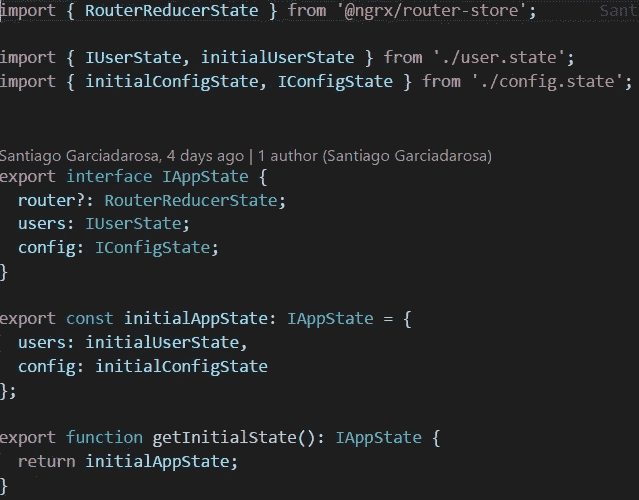 import { RouterReducerState } from '@ngrx/router-store'; Sant
import { IUserState, initialUserState } from './user.state';
import { initialConfigState, IConfigState } from './config.state';
Santiago Garciadarosa, 4 days ago | 1 author (Santiago Garciadarosa)
export interface IAppState {
  router?: RouterReducerState;
  users: IUserState;
  config: IConfigState;
}
export const initialAppState: IAppState = {
  users: initialUserState,
  config: initialConfigState
};
export function getInitialState(): IAppState {
  return initialAppState;
}